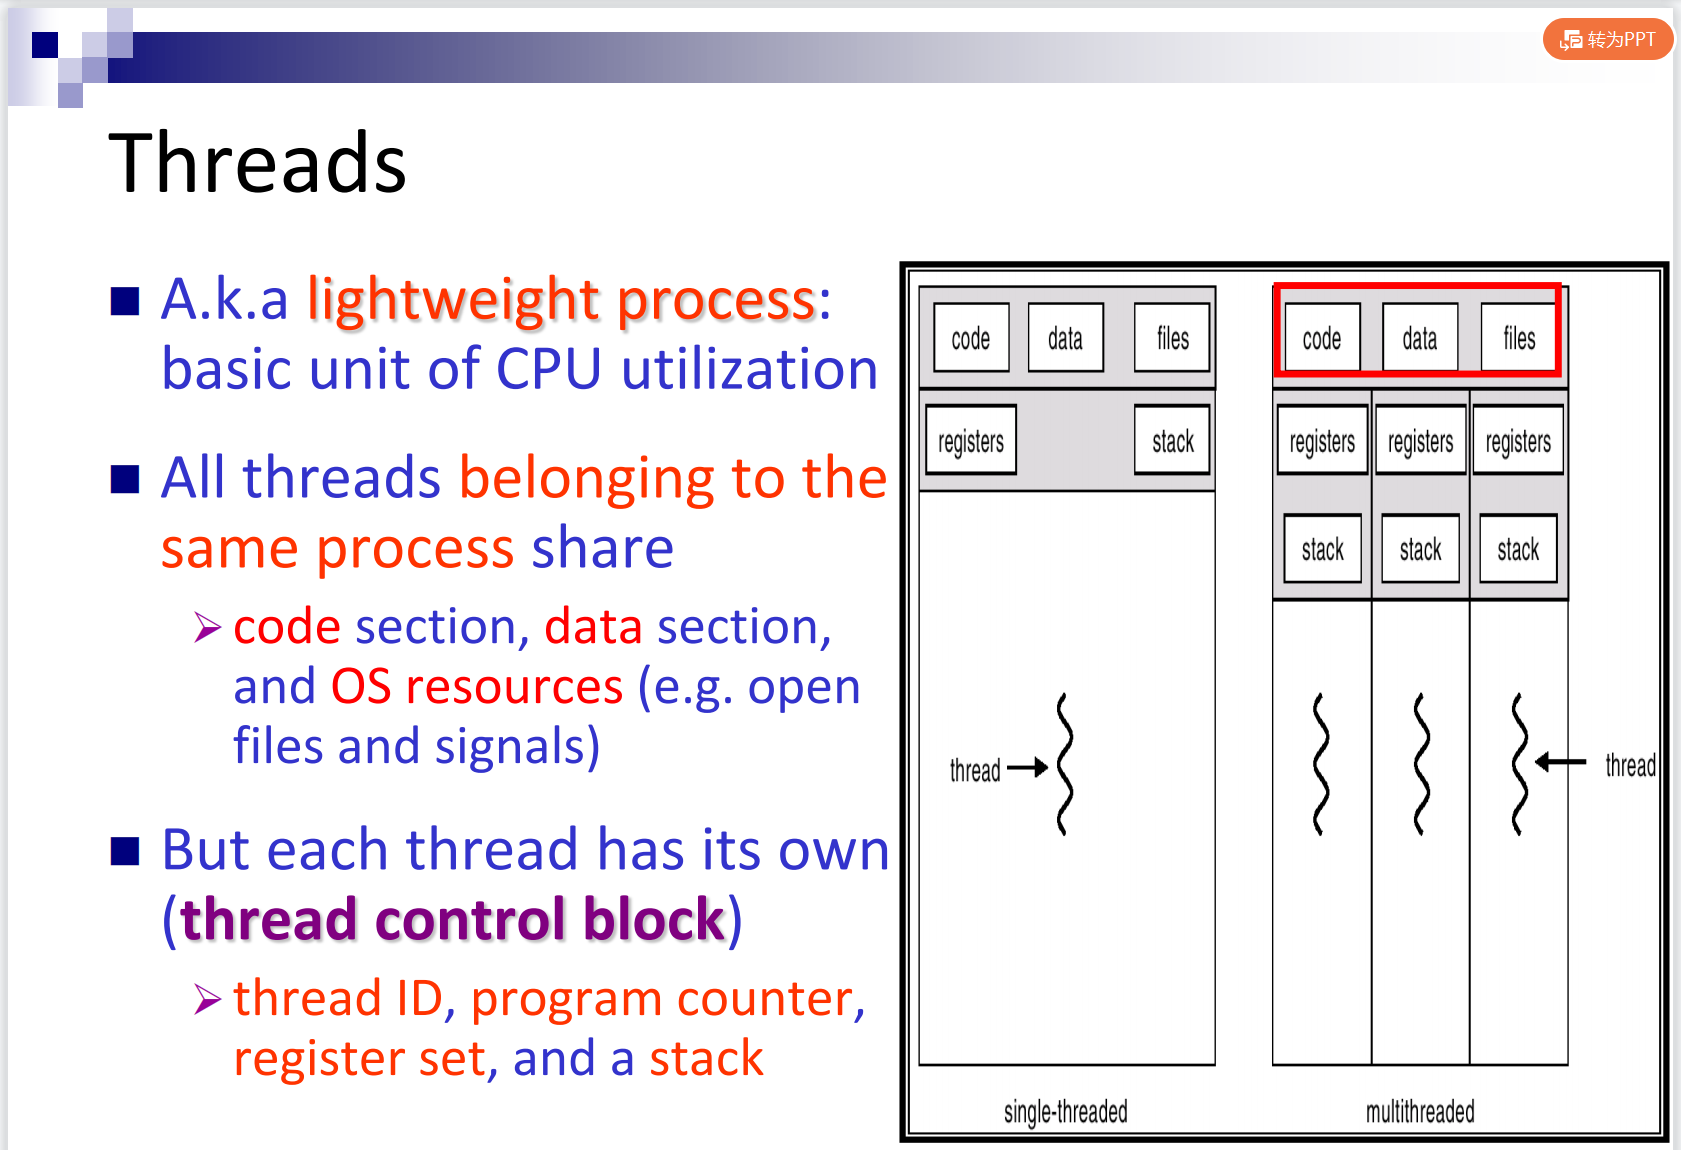 转为PPT
Threads
A.k.a lightweight process:
basic unit of CPU utilization
All threads belonging to the
same process share
code section, data section,
and OS resources (e.g. open
files and signals)
But each thread has its own
(thread control block)
thread ID, program counter,
register set, and a stack
code data files
registers stack
thread
single-threaded
code data files
registers registers registers
stack stack stack
thread
multithreaded